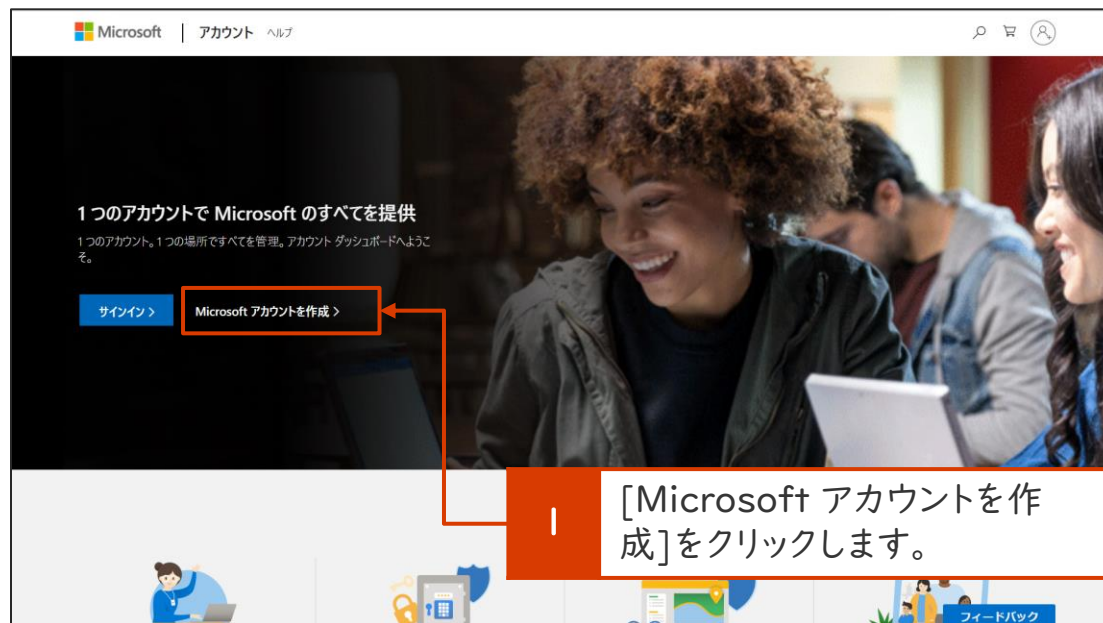 Microsoft アカウント ヘルプ
1 つのアカウントで Microsoft のすべてを提供
1 つのアカウント。1 つの場所ですべてを管理。アカウント ダッシュボードへようこ
そ。
サインイン > Microsoft アカウントを作成 >
1
[Microsoft アカウントを作
成]をクリックします。
フィードバック